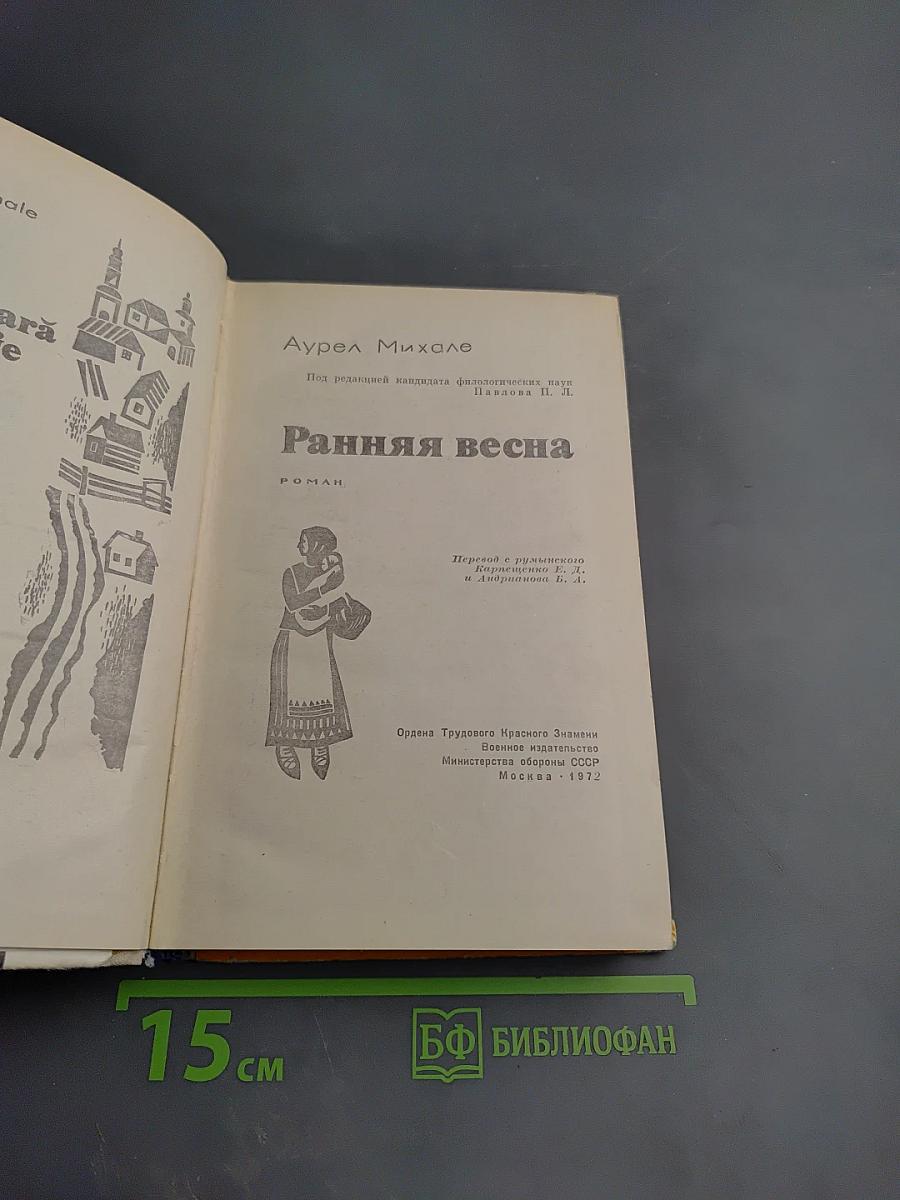 Аурел Михале
Под редакцией кандидата филологических наук
Павлова П. Л.
Ранняя весна
РОМАН
Перевод с румынского
Карпещенко Е. Д.
и Андрианова Б. А.
Ордена Трудового Красного Знамени
Военное издательство
Министерства обороны СССР
Москва · 1972
15 см
БФ БИБЛИОФАН